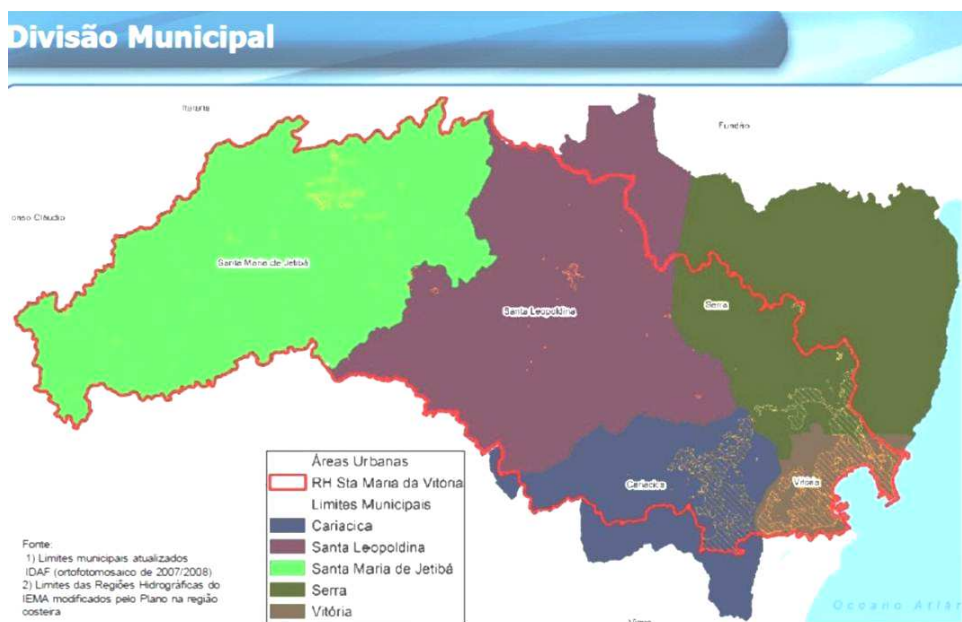 Divisão Municipal
Itarana
Fundão
onso Cláudio
Santa Maria de Jetibá
Santa Leopoldina
Serra
Cariacica
Vitória
Áreas Urbanas
RH Sta Maria da Vitória
Limites Municipais
Cariacica
Santa Leopoldina
Santa Maria de Jetibá
Serra
Vitória
Fonte:
1) Limites municipais atualizados
IDAF (ortofotomosaico de 2007/2008)
2) Limites das Regiões Hidrográficas do
IEMA modificados pelo Plano na região
costeira
Oceano Atlân